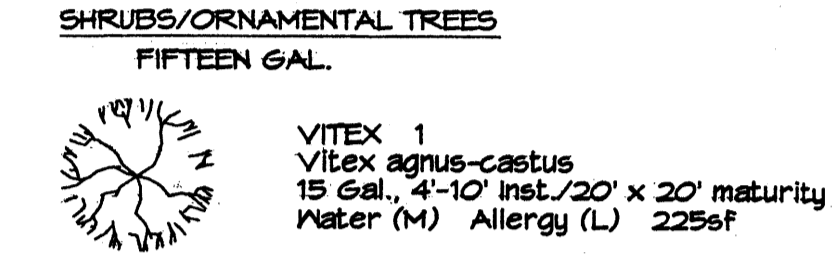 SHRUBS/ORNAMENTAL TREES
FIFTEEN GAL.
VITEX 1
Vitex agnus-castus
15 Gal., 4'-10' Inst./20' x 20' maturity
Water (M) Allergy (L) 225sf